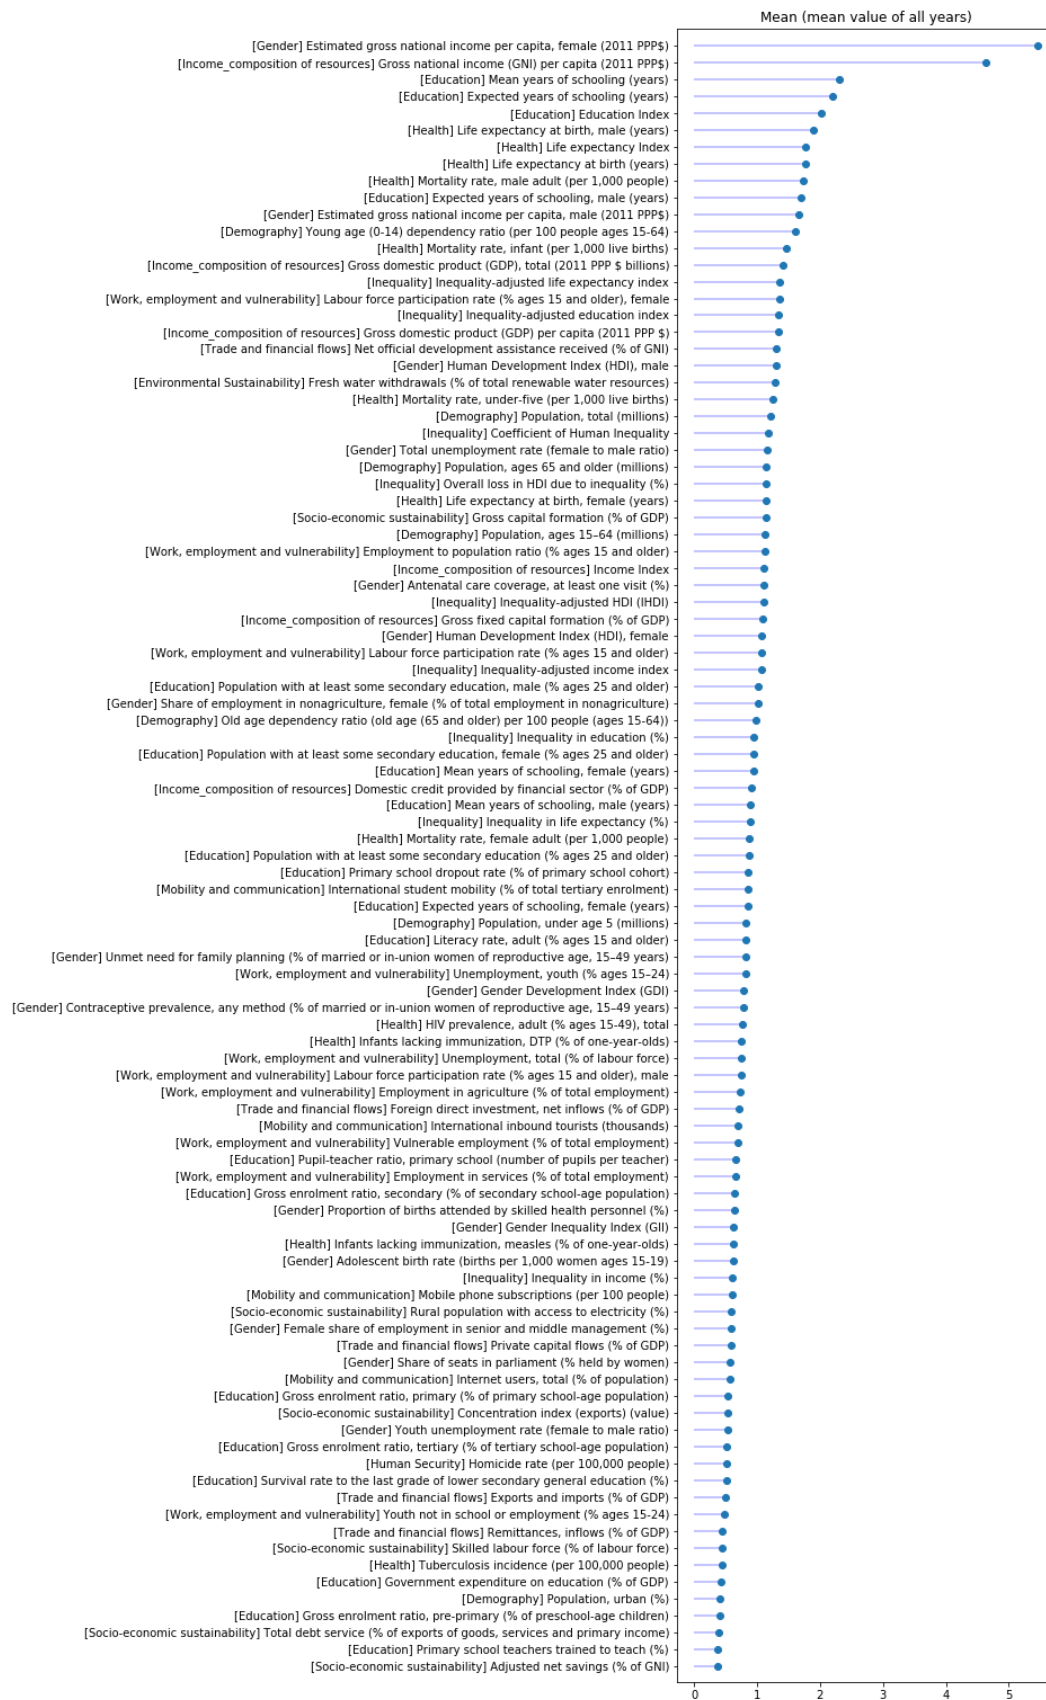 Mean (mean value of all years)
[Gender] Estimated gross national income per capita, female (2011 PPP$)
[Income_composition of resources] Gross national income (GNI) per capita (2011 PPP$)
[Education] Mean years of schooling (years)
[Education] Expected years of schooling (years)
[Education] Education Index
[Health] Life expectancy at birth, male (years)
[Health] Life expectancy Index
[Health] Life expectancy at birth (years)
[Health] Mortality rate, male adult (per 1,000 people)
[Education] Expected years of schooling, male (years)
[Gender] Estimated gross national income per capita, male (2011 PPP$)
[Demography] Young age (0-14) dependency ratio (per 100 people ages 15-64)
[Health] Mortality rate, infant (per 1,000 live births)
[Income_composition of resources] Gross domestic product (GDP), total (2011 PPP $ billions)
[Inequality] Inequality-adjusted life expectancy index
[Work, employment and vulnerability] Labour force participation rate (% ages 15 and older), female
[Inequality] Inequality-adjusted education index
[Income_composition of resources] Gross domestic product (GDP) per capita (2011 PPP $)
[Trade and financial flows] Net official development assistance received (% of GNI)
[Gender] Human Development Index (HDI), male
[Environmental Sustainability] Fresh water withdrawals (% of total renewable water resources)
[Health] Mortality rate, under-five (per 1,000 live births)
[Demography] Population, total (millions)
[Inequality] Coefficient of Human Inequality
[Gender] Total unemployment rate (female to male ratio)
[Demography] Population, ages 65 and older (millions)
[Inequality] Overall loss in HDI due to inequality (%)
[Health] Life expectancy at birth, female (years)
[Socio-economic sustainability] Gross capital formation (% of GDP)
[Demography] Population, ages 15–64 (millions)
[Work, employment and vulnerability] Employment to population ratio (% ages 15 and older)
[Income_composition of resources] Income Index
[Gender] Antenatal care coverage, at least one visit (%)
[Inequality] Inequality-adjusted HDI (IHDI)
[Income_composition of resources] Gross fixed capital formation (% of GDP)
[Gender] Human Development Index (HDI), female
[Work, employment and vulnerability] Labour force participation rate (% ages 15 and older)
[Inequality] Inequality-adjusted income index
[Education] Population with at least some secondary education, male (% ages 25 and older)
[Gender] Share of employment in nonagriculture, female (% of total employment in nonagriculture)
[Demography] Old age dependency ratio (old age (65 and older) per 100 people (ages 15-64))
[Inequality] Inequality in education (%)
[Education] Population with at least some secondary education, female (% ages 25 and older)
[Education] Mean years of schooling, female (years)
[Income_composition of resources] Domestic credit provided by financial sector (% of GDP)
[Education] Mean years of schooling, male (years)
[Inequality] Inequality in life expectancy (%)
[Health] Mortality rate, female adult (per 1,000 people)
[Education] Population with at least some secondary education (% ages 25 and older)
[Education] Primary school dropout rate (% of primary school cohort)
[Mobility and communication] International student mobility (% of total tertiary enrolment)
[Education] Expected years of schooling, female (years)
[Demography] Population, under age 5 (millions)
[Education] Literacy rate, adult (% ages 15 and older)
[Gender] Unmet need for family planning (% of married or in-union women of reproductive age, 15–49 years)
[Work, employment and vulnerability] Unemployment, youth (% ages 15–24)
[Gender] Gender Development Index (GDI)
[Gender] Contraceptive prevalence, any method (% of married or in-union women of reproductive age, 15–49 years)
[Health] HIV prevalence, adult (% ages 15-49), total
[Health] Infants lacking immunization, DTP (% of one-year-olds)
[Work, employment and vulnerability] Unemployment, total (% of labour force)
[Work, employment and vulnerability] Labour force participation rate (% ages 15 and older), male
[Work, employment and vulnerability] Employment in agriculture (% of total employment)
[Trade and financial flows] Foreign direct investment, net inflows (% of GDP)
[Mobility and communication] International inbound tourists (thousands)
[Work, employment and vulnerability] Vulnerable employment (% of total employment)
[Education] Pupil-teacher ratio, primary school (number of pupils per teacher)
[Work, employment and vulnerability] Employment in services (% of total employment)
[Education] Gross enrolment ratio, secondary (% of secondary school-age population)
[Gender] Proportion of births attended by skilled health personnel (%)
[Gender] Gender Inequality Index (GII)
[Health] Infants lacking immunization, measles (% of one-year-olds)
[Gender] Adolescent birth rate (births per 1,000 women ages 15-19)
[Inequality] Inequality in income (%)
[Mobility and communication] Mobile phone subscriptions (per 100 people)
[Socio-economic sustainability] Rural population with access to electricity (%)
[Gender] Female share of employment in senior and middle management (%)
[Trade and financial flows] Private capital flows (% of GDP)
[Gender] Share of seats in parliament (% held by women)
[Mobility and communication] Internet users, total (% of population)
[Education] Gross enrolment ratio, primary (% of primary school-age population)
[Socio-economic sustainability] Concentration index (exports) (value)
[Gender] Youth unemployment rate (female to male ratio)
[Education] Gross enrolment ratio, tertiary (% of tertiary school-age population)
[Human Security] Homicide rate (per 100,000 people)
[Education] Survival rate to the last grade of lower secondary general education (%)
[Trade and financial flows] Exports and imports (% of GDP)
[Work, employment and vulnerability] Youth not in school or employment (% ages 15-24)
[Trade and financial flows] Remittances, inflows (% of GDP)
[Socio-economic sustainability] Skilled labour force (% of labour force)
[Health] Tuberculosis incidence (per 100,000 people)
[Education] Government expenditure on education (% of GDP)
[Demography] Population, urban (%)
[Education] Gross enrolment ratio, pre-primary (% of preschool-age children)
[Socio-economic sustainability] Total debt service (% of exports of goods, services and primary income)
[Education] Primary school teachers trained to teach (%)
[Socio-economic sustainability] Adjusted net savings (% of GNI)
0 1 2 3 4 5